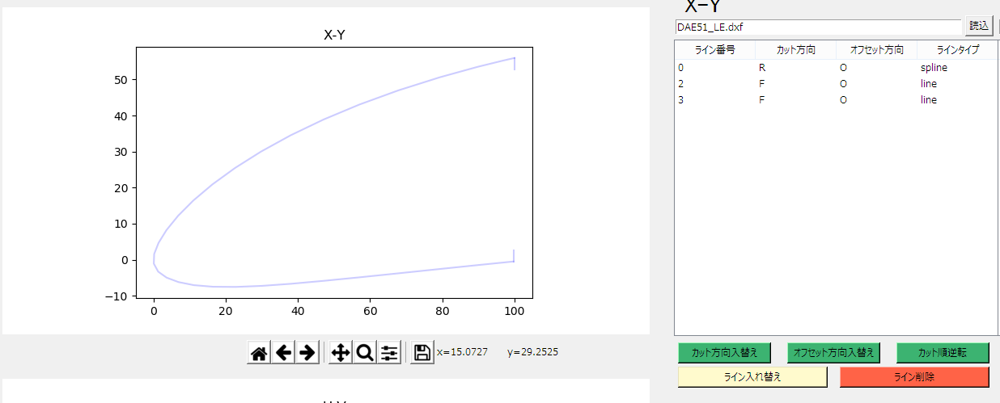 X-Y
50
40
30
20
10
0
−10
0 20 40 60 80 100
x=15.0727 y=29.2525
X-Y
DAE51_LE.dxf 読込
ライン番号 カット方向 オフセット方向 ラインタイプ
0 R O spline
2 F O line
3 F O line
カット方向入替え オフセット方向入替え カット順逆転
ライン入れ替え ライン削除